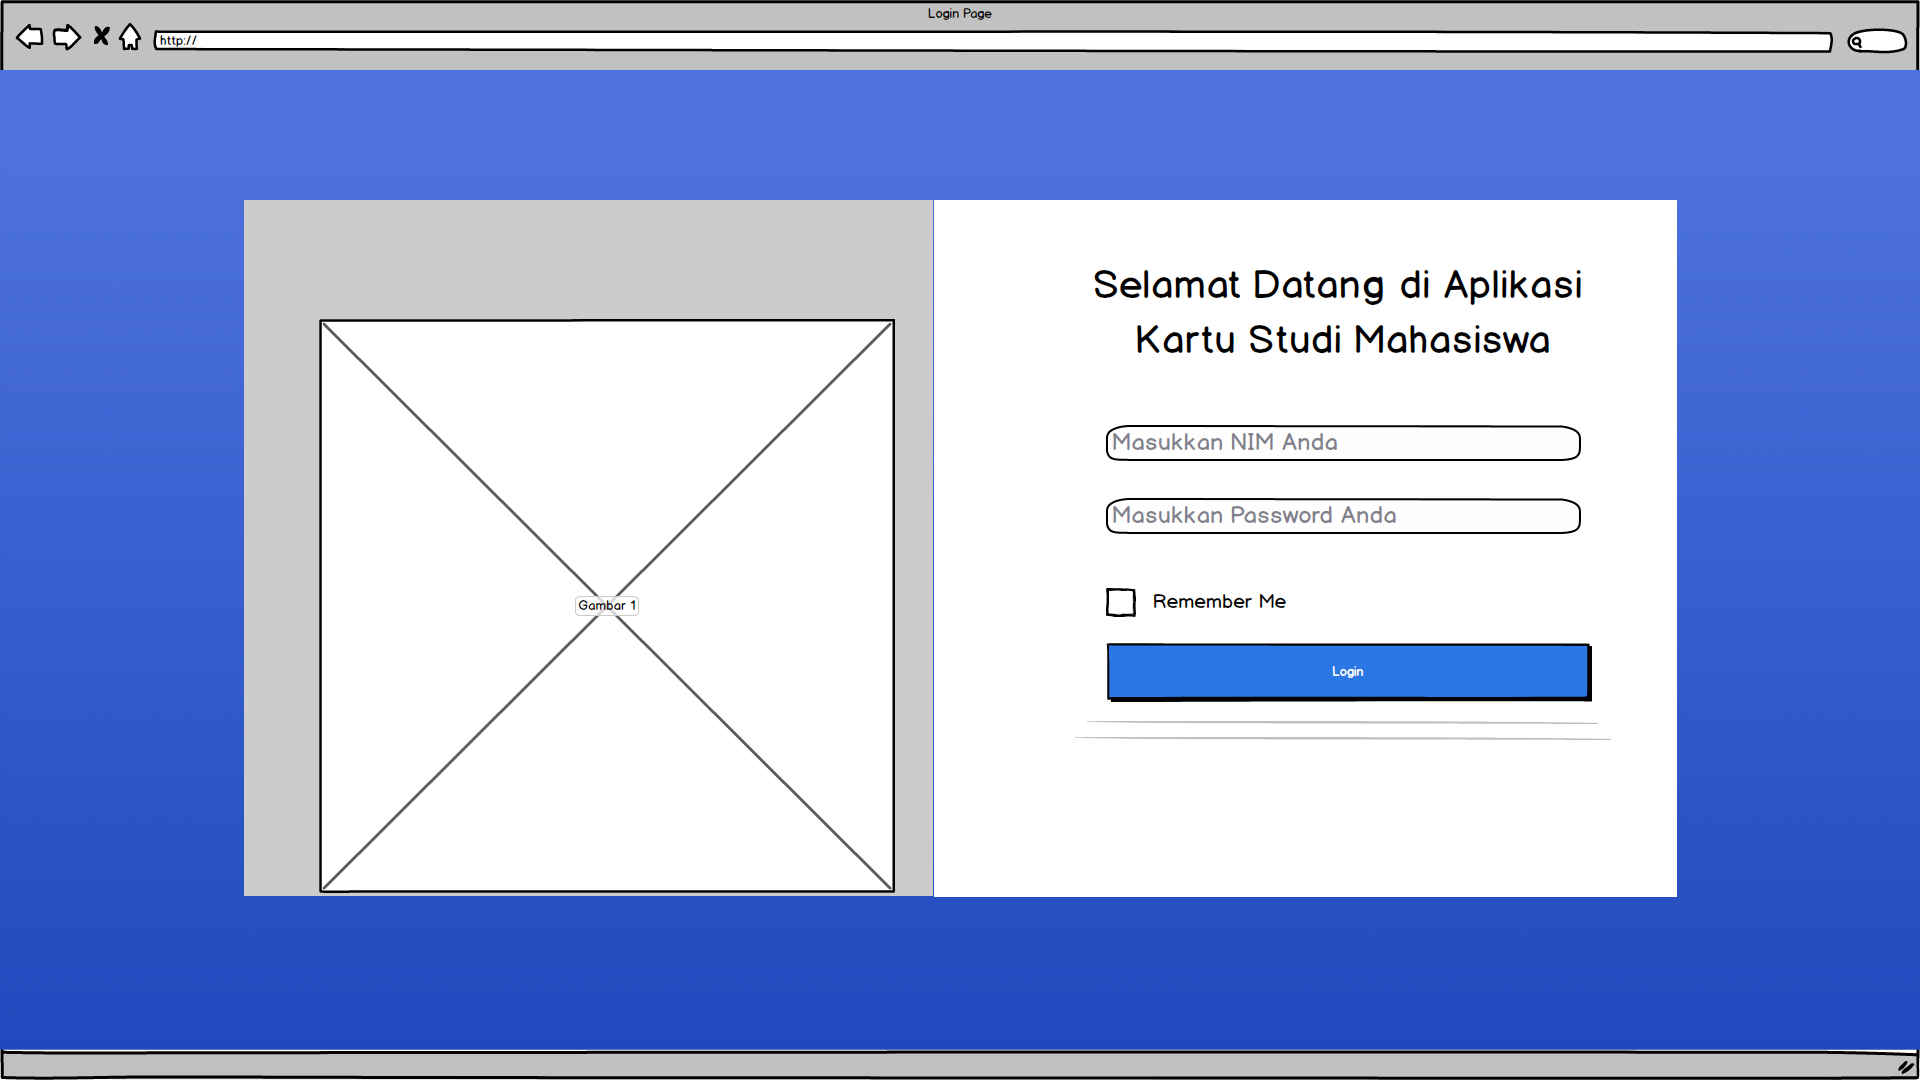 Login Page
http://
Selamat Datang di Aplikasi
Kartu Studi Mahasiswa
Masukkan NIM Anda
Masukkan Password Anda
Gambar 1
Remember Me
Login